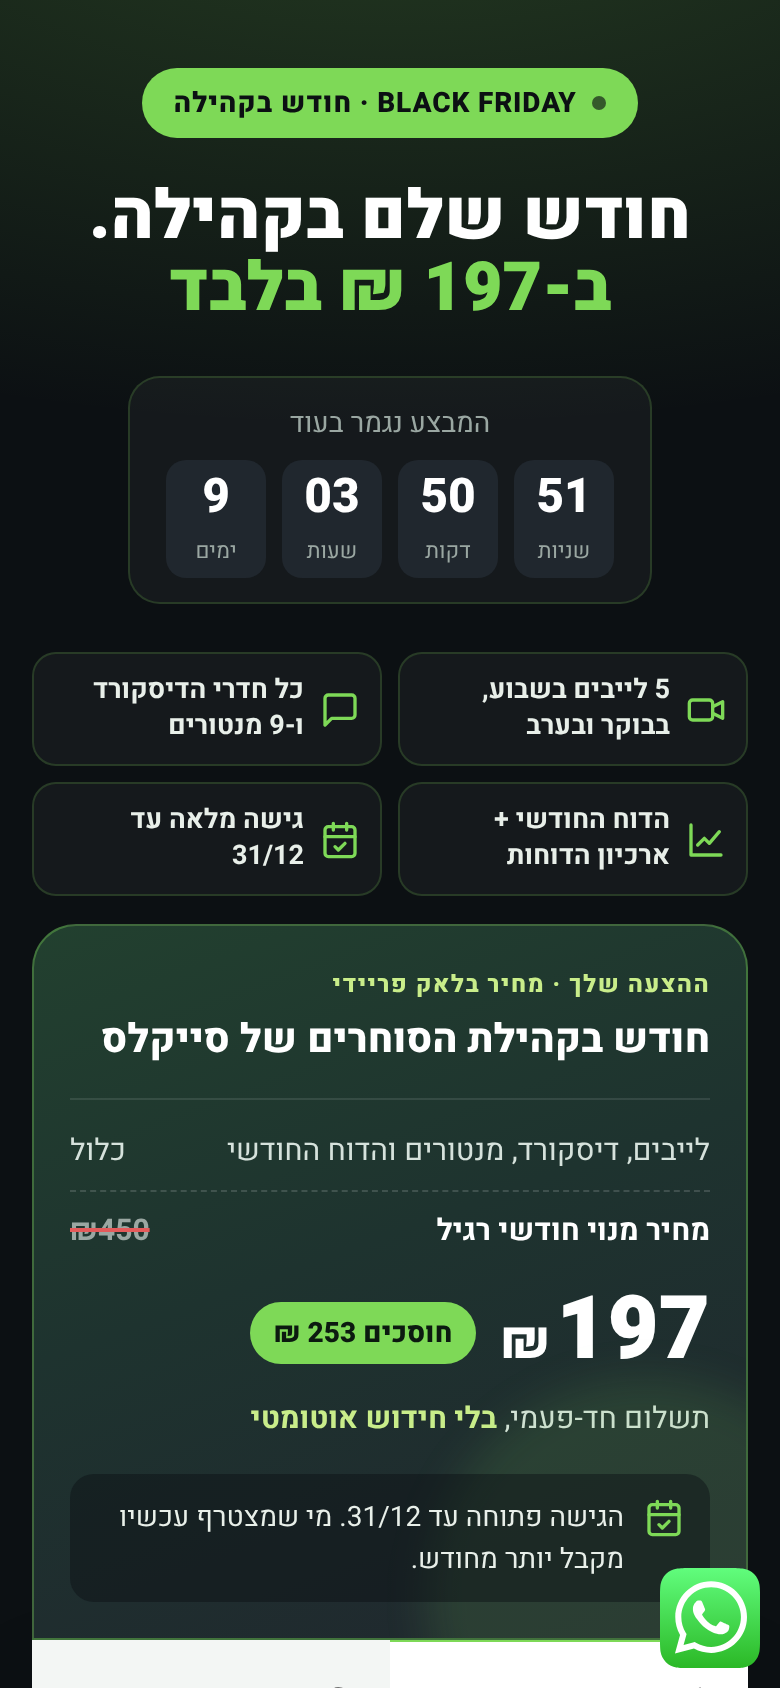 BLACK FRIDAY · חודש בקהילה
חודש שלם בקהילה.
ב-197 ₪ בלבד
המבצע נגמר בעוד
51 50 03 9
שניות דקות שעות ימים
5 לייבים בשבוע,
בבוקר ובערב
כל חדרי הדיסקורד
ו-9 מנטורים
הדוח החודשי +
ארכיון הדוחות
גישה מלאה עד
31/12
ההצעה שלך · מחיר בלאק פריידי
חודש בקהילת הסוחרים של סייקלס
לייבים, דיסקורד, מנטורים והדוח החודשי כלול
מחיר מנוי חודשי רגיל ₪450
197 ₪ חוסכים 253 ₪
תשלום חד-פעמי, בלי חידוש אוטומטי
הגישה פתוחה עד 31/12. מי שמצטרף עכשיו
מקבל יותר מחודש.